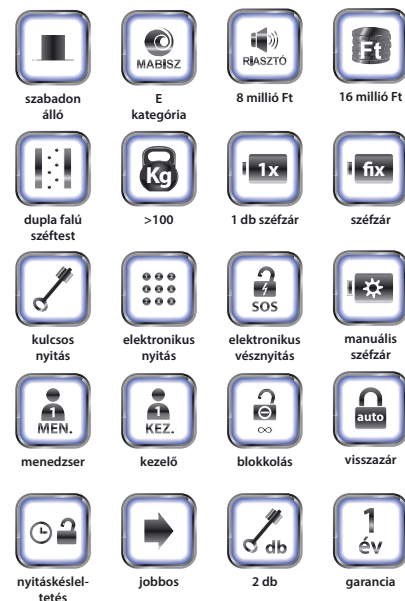 MABISZ
RIASZTÓ
Ft
szabadon
álló
E
kategória
8 millió Ft
16 millió Ft
Kg
1x
fix
dupla falú
széftest
>100
1 db széfzár
széfzár
SOS
kulcsos
nyitás
elektronikus
nyitás
elektronikus
vésznyitás
manuális
széfzár
1
MEN.
1
KEZ.
∞
auto
menedzser
kezelő
blokkolás
visszazár
db
1
év
nyitáskéslel-
tetés
jobbos
2 db
garancia